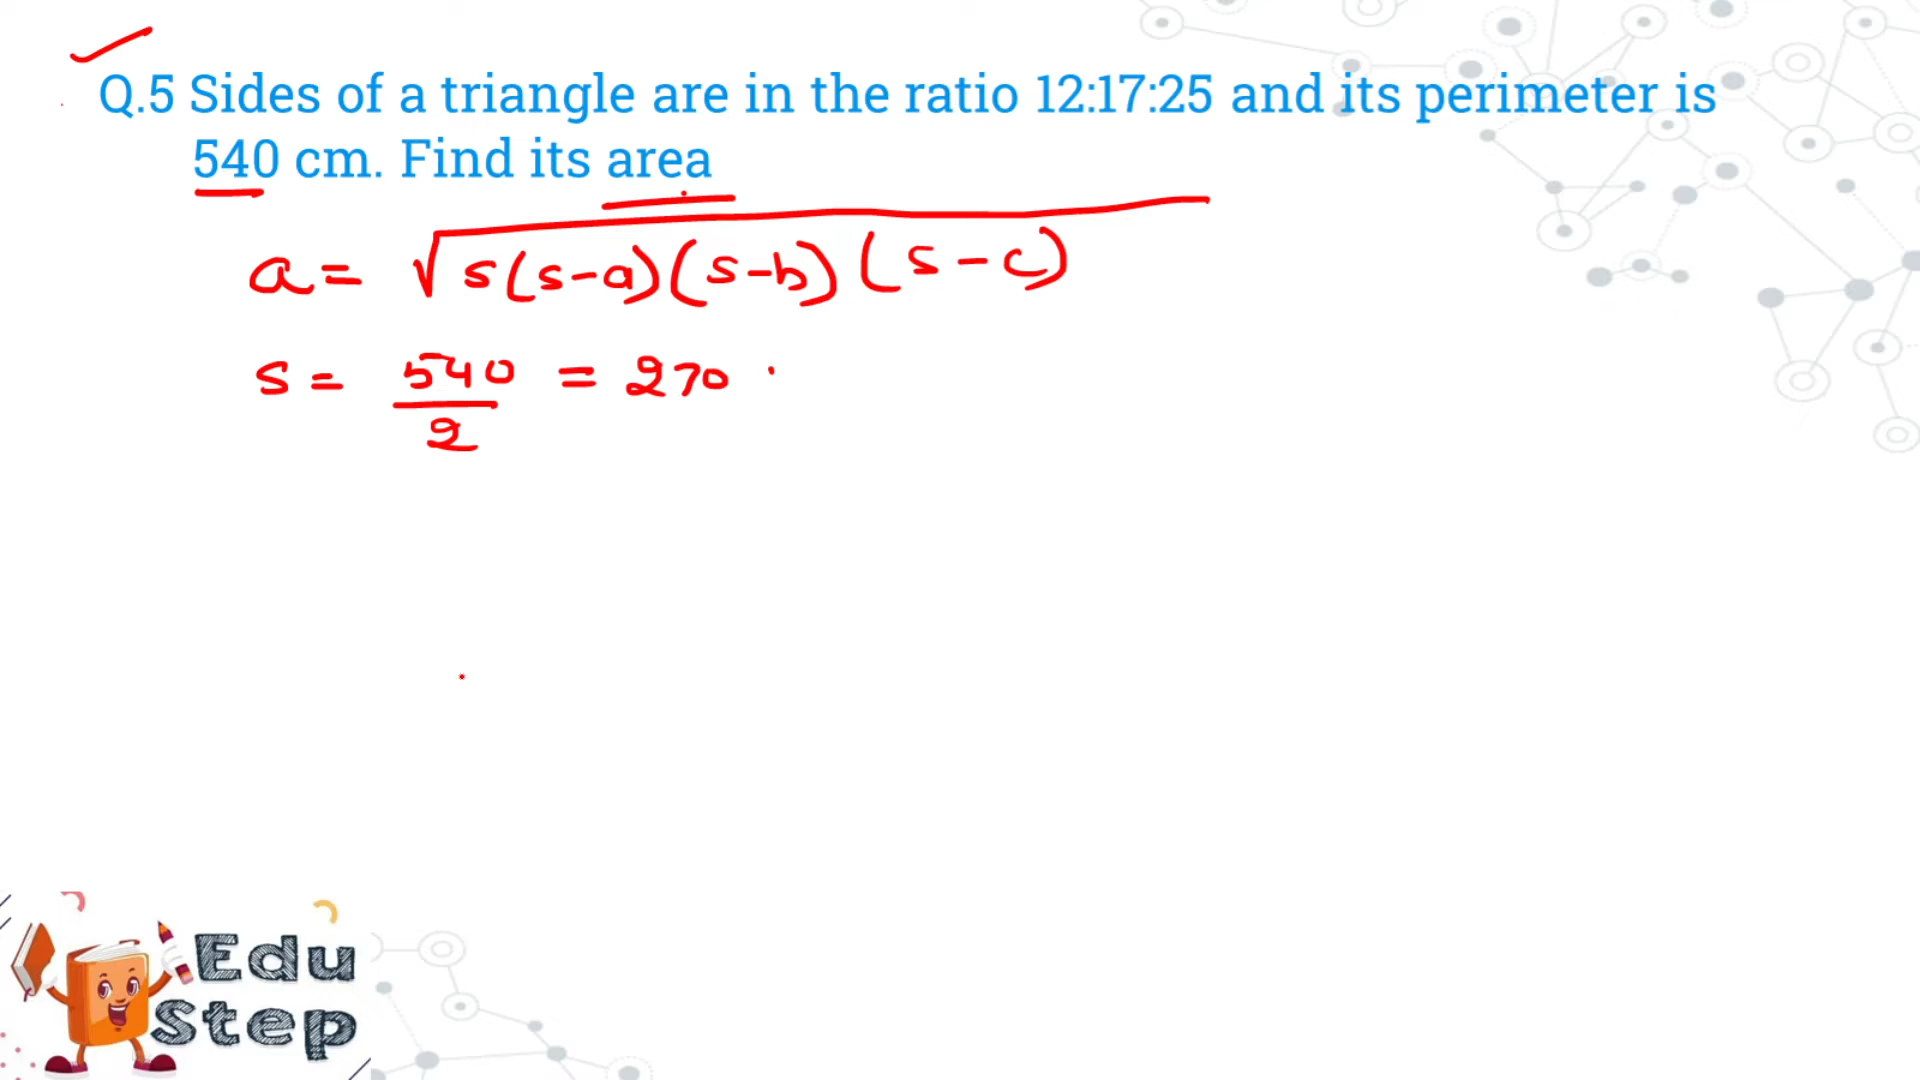 Q.5 Sides of a triangle are in the ratio 12:17:25 and its perimeter is
540 cm. Find its area
a = √s(s-a)(s-b)(s-c)
s = 540/2 = 270
Edu
Step